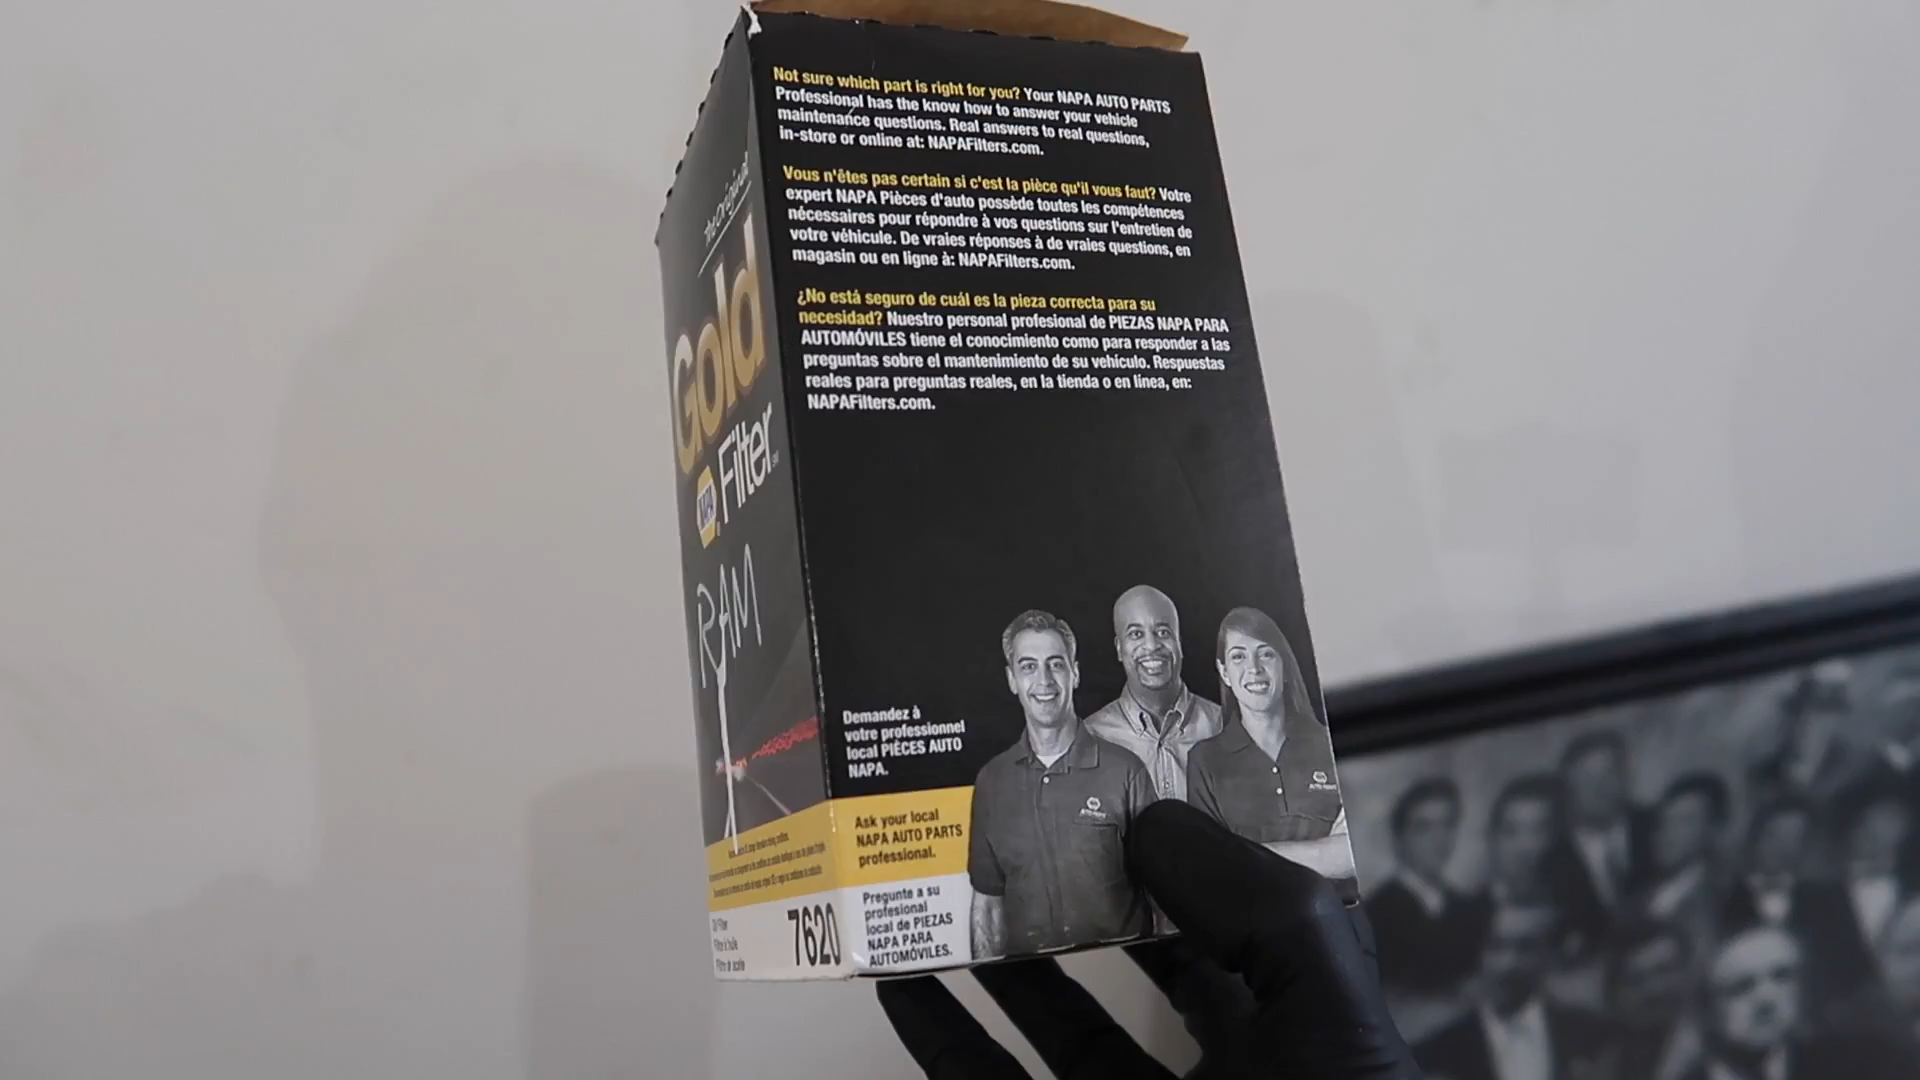 Not sure which part is right for you? Your NAPA AUTO PARTS
Professional has the know how to answer your vehicle
maintenance questions. Real answers to real questions,
in-store or online at: NAPAFilters.com.
Vous n'êtes pas certain si c'est la pièce qu'il vous faut? Votre
expert NAPA Pièces d'auto possède toutes les compétences
nécessaires pour répondre à vos questions sur l'entretien de
votre véhicule. De vraies réponses à de vraies questions, en
magasin ou en ligne à: NAPAFilters.com.
¿No está seguro de cuál es la pieza correcta para su
necesidad? Nuestro personal profesional de PIEZAS NAPA PARA
AUTOMÓVILES tiene el conocimiento como para responder a las
preguntas sobre el mantenimiento de su vehículo. Respuestas
reales para preguntas reales, en la tienda o en línea, en:
NAPAFilters.com.
The Original
Gold
NAPA Filter
RAM
Demandez à
votre professionnel
local PIÈCES AUTO
NAPA.
Ask your local
NAPA AUTO PARTS
professional.
Pregunte a su
profesional
local de PIEZAS
NAPA PARA
AUTOMÓVILES.
Oil Filter
Filtre à huile
Filtro de aceite
7620